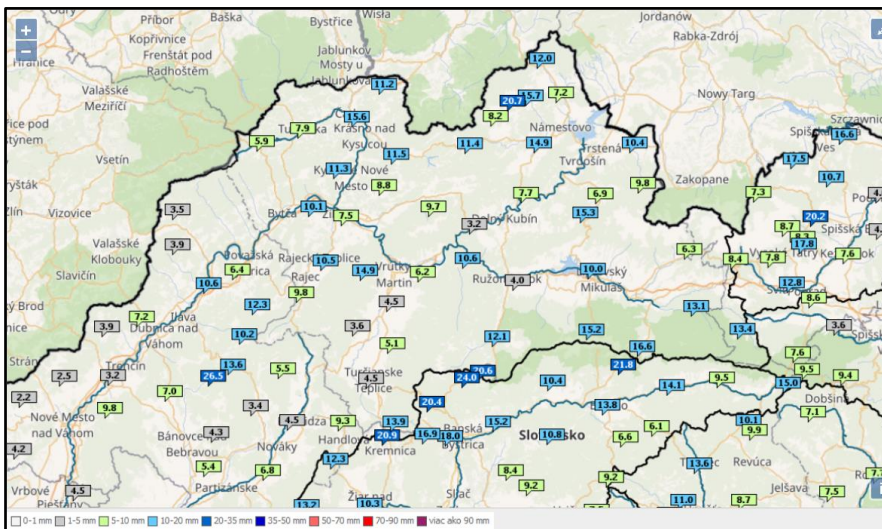 Wisła
Příbor
Baška
Bystřice
Jordanów
Kopřivnice
Rabka-Zdrój
Hranice
Frenštát pod
Radhoštěm
Jablunkov
Mosty u
Jablunkova
12.0
11.2
Valašské
Meziříčí
20.7
15.7
7.2
Nowy Targ
15.6
8.2
Szczawnica
7.9
Krásno nad
Kysucou
Námestovo
16.6
5.9
11.4
14.9
Trstená
10.4
Vsetín
11.5
Tvrdošín
17.5
11.3
Nové
Mesto
8.8
9.8
Zakopane
10.7
7.7
6.9
7.3
3.5
10.1
9.7
Zlín
Vizovice
Bytča
7.5
3.2
Dolný Kubín
15.3
20.2
Valašské
Klobouky
3.9
8.7
17.8
6.3
10.5
10.6
8.4
7.8
7.6
Slavičín
6.4
Rajec
14.9
Vrútky
Martin
6.2
10.0
10.6
4.0
Mikuláš
12.8
9.8
8.6
12.3
4.5
13.1
7.2
Ilava
Dubnica nad
Váhom
3.9
3.6
15.2
13.4
3.6
10.2
12.1
5.1
16.6
7.6
13.6
5.5
20.6
21.8
9.5
2.5
3.2
26.5
Turčianske
Teplice
4.5
24.0
10.4
9.5
9.4
Trenčín
7.0
14.1
15.0
2.2
20.4
13.8
Dobšiná
9.8
3.4
7.1
Nové Mesto
nad Váhom
4.5
9.3
13.9
15.2
10.1
4.3
Handlová
20.9
16.9
18.0
Banská
Bystrica
10.8
6.1
9.9
4.2
Bánovce nad
Bebravou
Nováky
Kremnica
6.6
Revúca
5.4
6.8
12.3
8.4
13.6
Vrbové
4.5
Partizánske
9.2
9.2
Jelšava
7.5
Piešťany
13.2
Žiar nad
10.3
Sliač
11.0
8.7
0-1 mm
1-5 mm
5-10 mm
10-20 mm
20-35 mm
35-50 mm
50-70 mm
70-90 mm
viac ako 90 mm